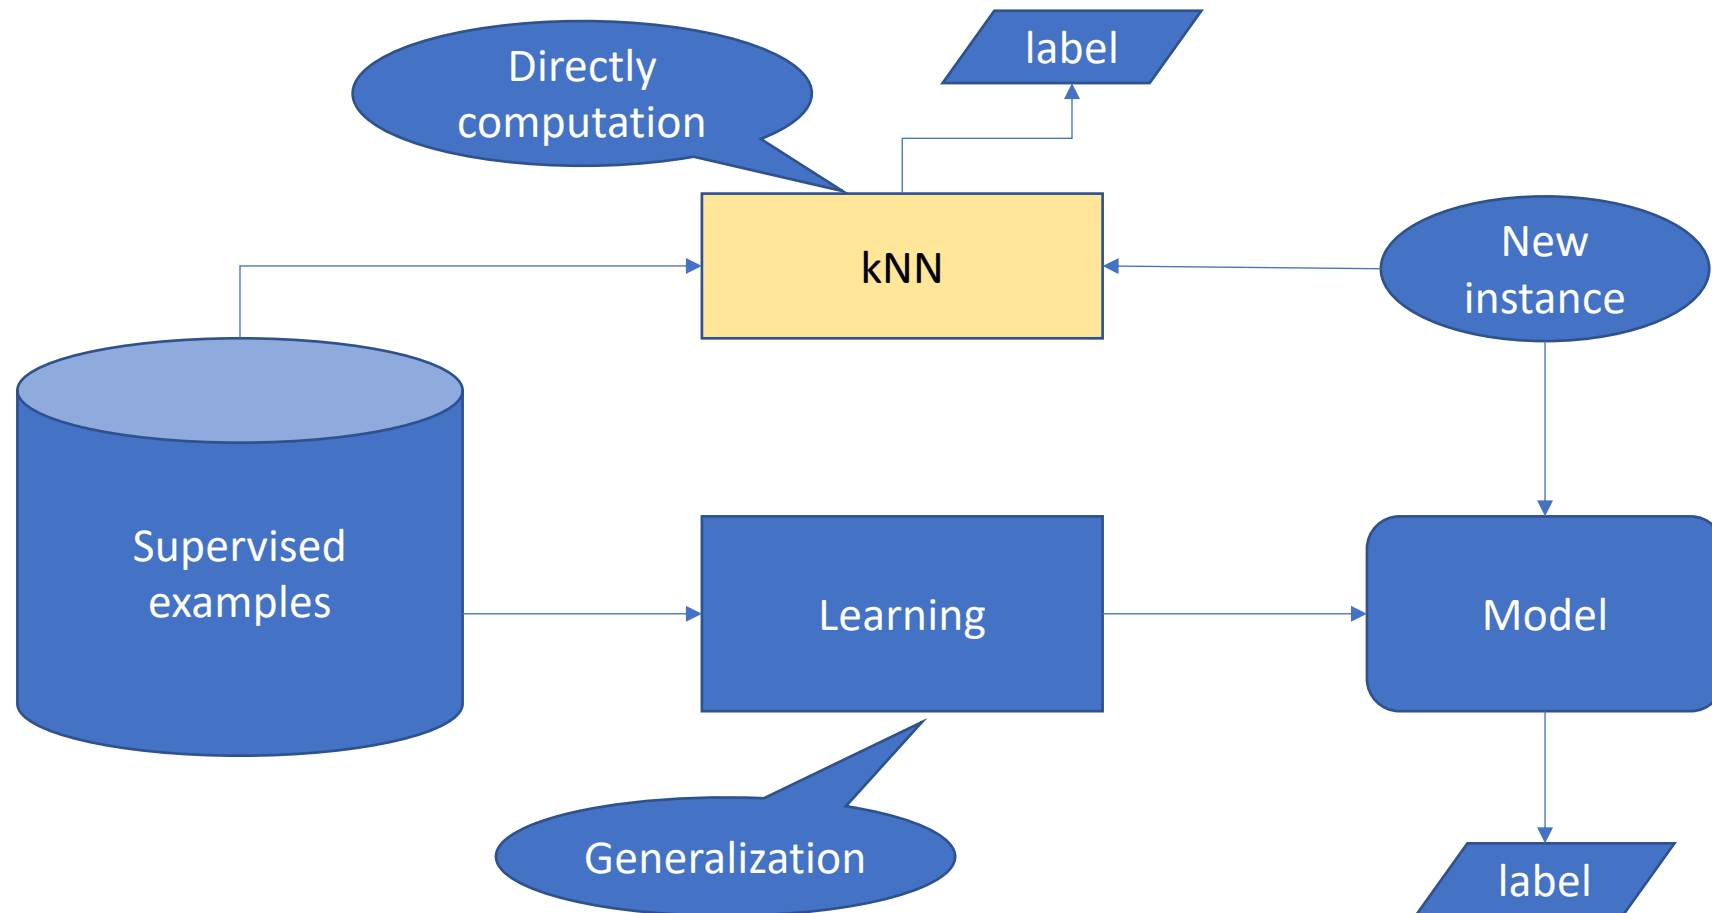 Directly
computation
label
kNN
New
instance
Supervised
examples
Learning
Model
Generalization
label